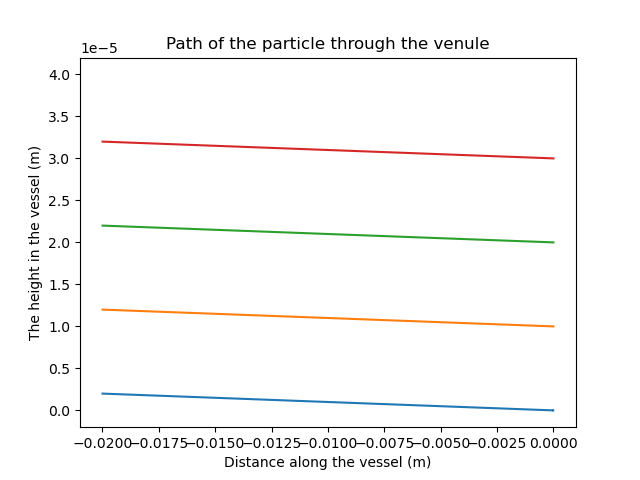 Path of the particle through the venule
1e−5
4.0
3.5
3.0
2.5
2.0
1.5
1.0
0.5
0.0
The height in the vessel (m)
−0.0200 −0.0175 −0.0150 −0.0125 −0.0100 −0.0075 −0.0050 −0.0025 0.0000
Distance along the vessel (m)